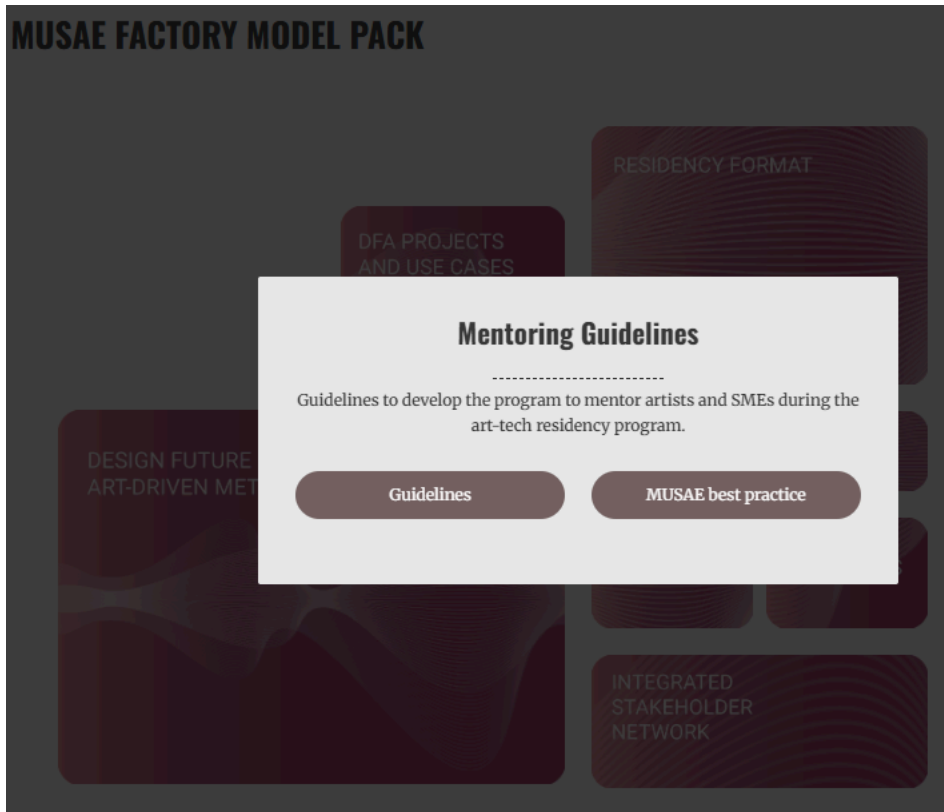 MUSAE FACTORY MODEL PACK
RESIDENCY FORMAT
DFA PROJECTS
AND USE CASES
Mentoring Guidelines
--------------------------
Guidelines to develop the program to mentor artists and SMEs during the
art-tech residency program.
Guidelines
MUSAE best practice
DESIGN FUTURE
INTEGRATED
STAKEHOLDER
NETWORK